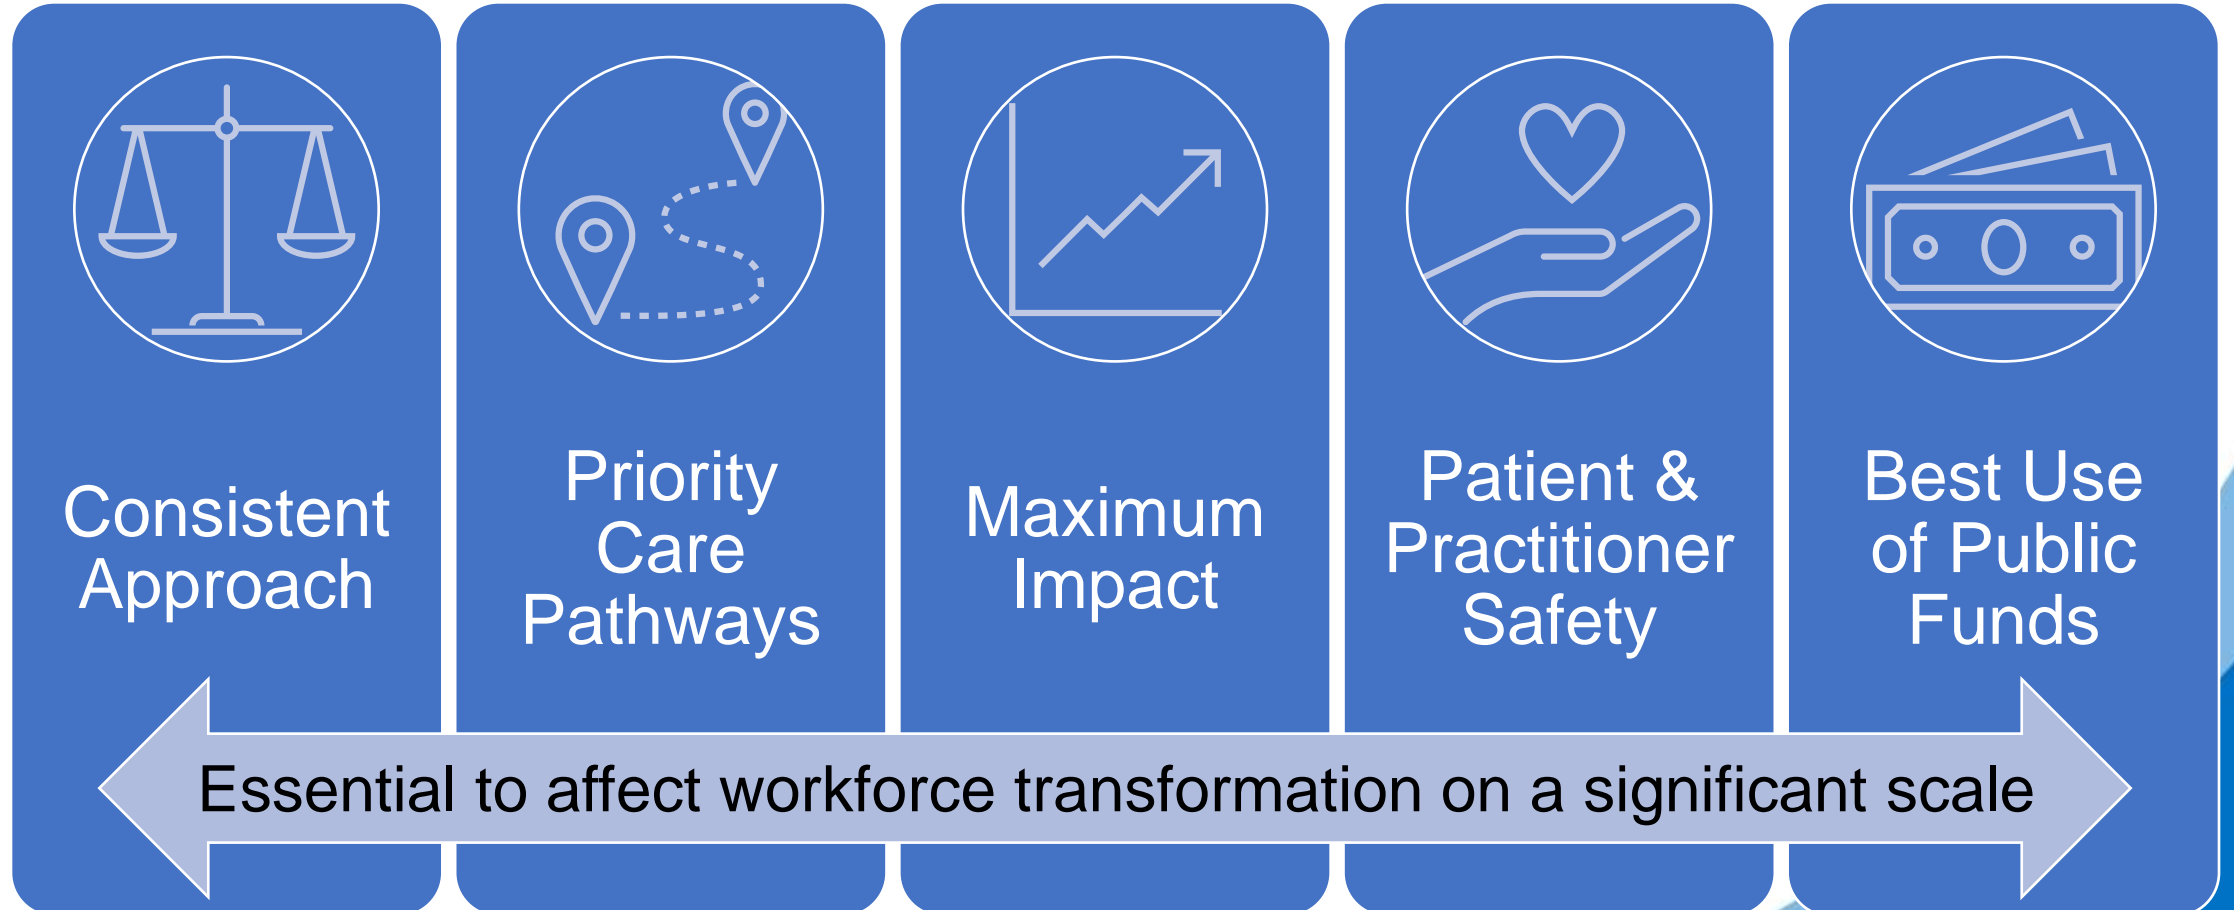 Consistent
Approach
Priority
Care
Pathways
Maximum
Impact
Patient &
Practitioner
Safety
Best Use
of Public
Funds
Essential to affect workforce transformation on a significant scale